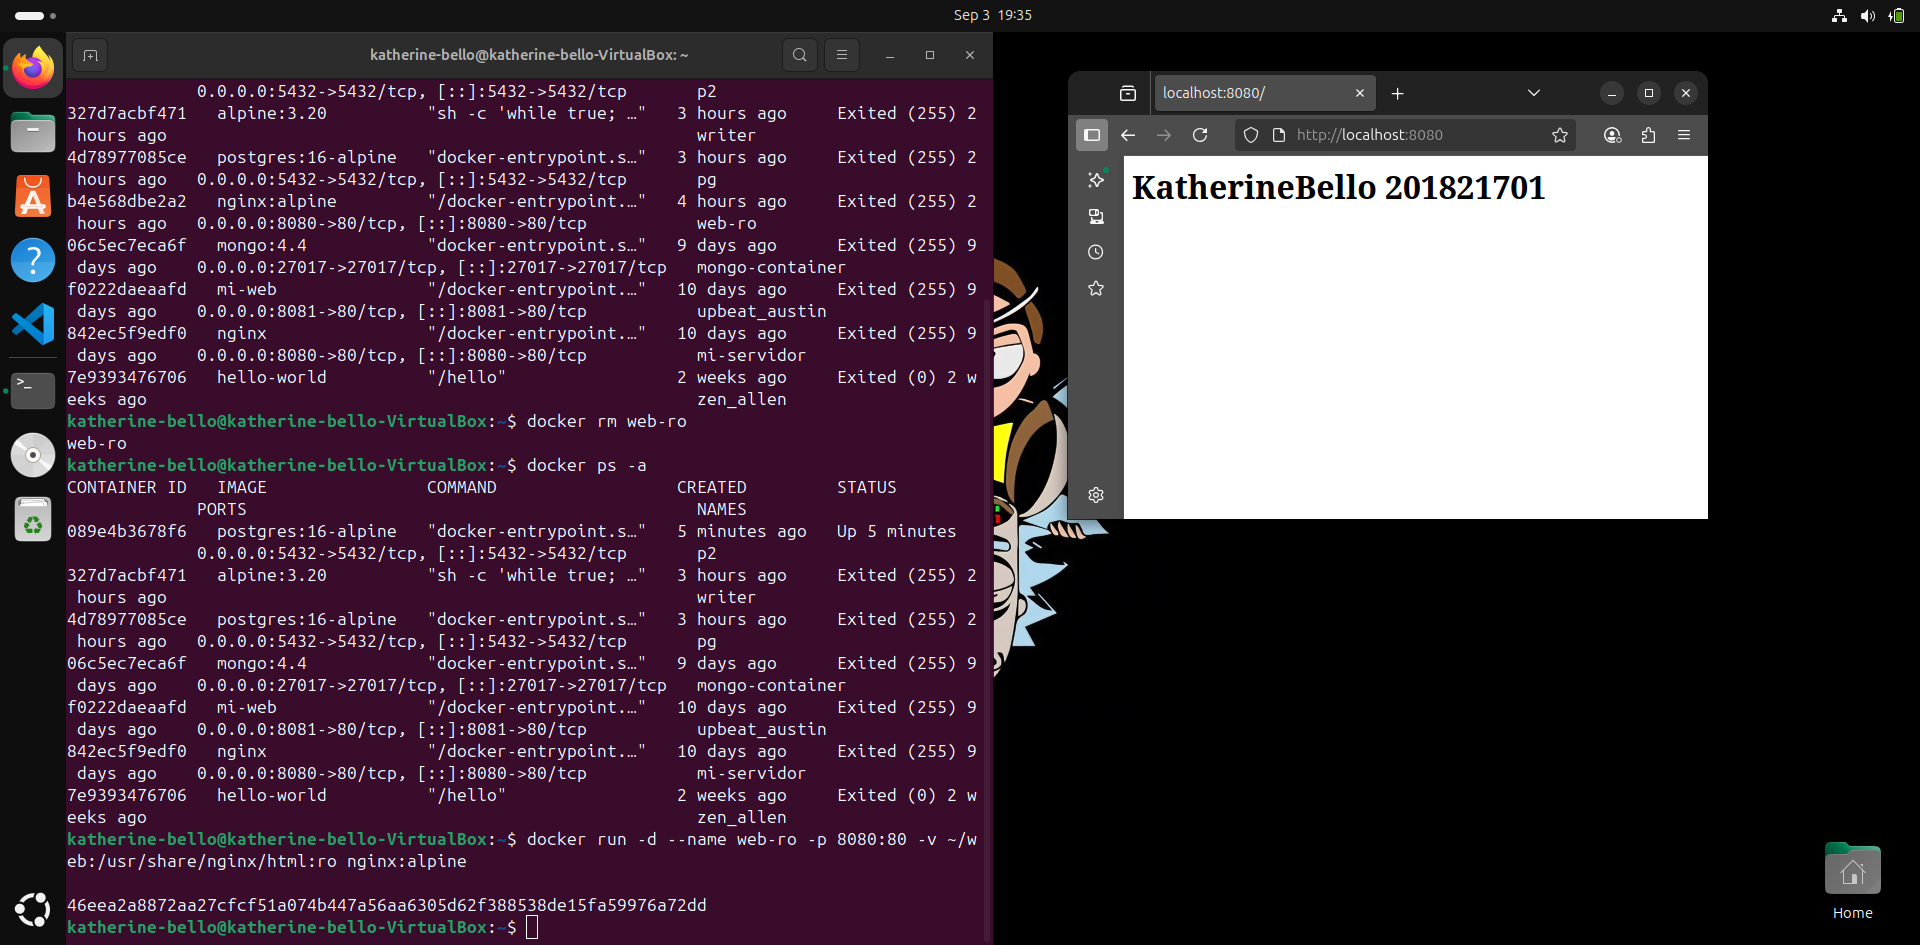 Sep 3 19:35
katherine-bello@katherine-bello-VirtualBox: ~
0.0.0.0:5432->5432/tcp, [::]:5432->5432/tcp       p2
327d7acbf471   alpine:3.20          "sh -c 'while true; …"   3 hours ago     Exited (255) 2
 hours ago                                                     writer
4d78977085ce   postgres:16-alpine   "docker-entrypoint.s…"   3 hours ago     Exited (255) 2
 hours ago   0.0.0.0:5432->5432/tcp, [::]:5432->5432/tcp       pg
b4e568dbe2a2   nginx:alpine         "/docker-entrypoint.…"   4 hours ago     Exited (255) 2
 hours ago   0.0.0.0:8080->80/tcp, [::]:8080->80/tcp           web-ro
06c5ec7eca6f   mongo:4.4            "docker-entrypoint.s…"   9 days ago      Exited (255) 9
 days ago    0.0.0.0:27017->27017/tcp, [::]:27017->27017/tcp   mongo-container
f0222daeaafd   mi-web               "/docker-entrypoint.…"   10 days ago     Exited (255) 9
 days ago    0.0.0.0:8081->80/tcp, [::]:8081->80/tcp           upbeat_austin
842ec5f9edf0   nginx                "/docker-entrypoint.…"   10 days ago     Exited (255) 9
 days ago    0.0.0.0:8080->80/tcp, [::]:8080->80/tcp           mi-servidor
7e9393476706   hello-world          "/hello"                 2 weeks ago     Exited (0) 2 w
eeks ago                                                       zen_allen
katherine-bello@katherine-bello-VirtualBox:~$ docker rm web-ro
web-ro
katherine-bello@katherine-bello-VirtualBox:~$ docker ps -a
CONTAINER ID   IMAGE                COMMAND                  CREATED         STATUS
             PORTS                                             NAMES
089e4b3678f6   postgres:16-alpine   "docker-entrypoint.s…"   5 minutes ago   Up 5 minutes
             0.0.0.0:5432->5432/tcp, [::]:5432->5432/tcp       p2
327d7acbf471   alpine:3.20          "sh -c 'while true; …"   3 hours ago     Exited (255) 2
 hours ago                                                     writer
4d78977085ce   postgres:16-alpine   "docker-entrypoint.s…"   3 hours ago     Exited (255) 2
 hours ago   0.0.0.0:5432->5432/tcp, [::]:5432->5432/tcp       pg
06c5ec7eca6f   mongo:4.4            "docker-entrypoint.s…"   9 days ago      Exited (255) 9
 days ago    0.0.0.0:27017->27017/tcp, [::]:27017->27017/tcp   mongo-container
f0222daeaafd   mi-web               "/docker-entrypoint.…"   10 days ago     Exited (255) 9
 days ago    0.0.0.0:8081->80/tcp, [::]:8081->80/tcp           upbeat_austin
842ec5f9edf0   nginx                "/docker-entrypoint.…"   10 days ago     Exited (255) 9
 days ago    0.0.0.0:8080->80/tcp, [::]:8080->80/tcp           mi-servidor
7e9393476706   hello-world          "/hello"                 2 weeks ago     Exited (0) 2 w
eeks ago                                                       zen_allen
katherine-bello@katherine-bello-VirtualBox:~$ docker run -d --name web-ro -p 8080:80 -v ~/w
eb:/usr/share/nginx/html:ro nginx:alpine
46eea2a8872aa27cfcf51a074b447a56aa6305d62f388538de15fa59976a72dd
katherine-bello@katherine-bello-VirtualBox:~$
localhost:8080/
http://localhost:8080
KatherineBello 201821701
Home